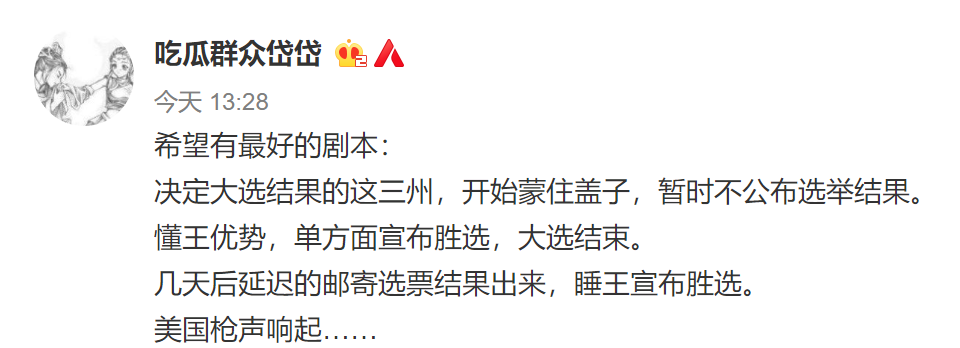 吃瓜群众岱岱
今天 13:28
希望有最好的剧本：
决定大选结果的这三州，开始蒙住盖子，暂时不公布选举结果。
懂王优势，单方面宣布胜选，大选结束。
几天后延迟的邮寄选票结果出来，睡王宣布胜选。
美国枪声响起……